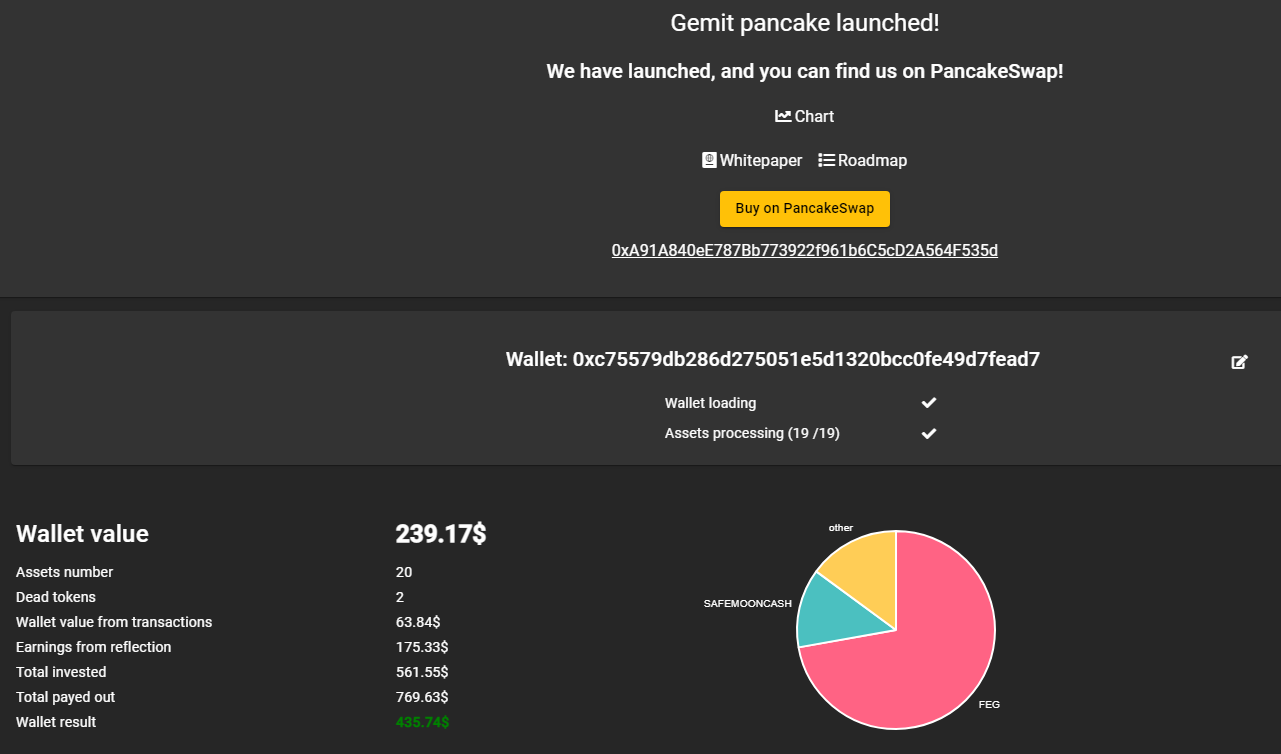 Gemit pancake launched!
We have launched, and you can find us on PancakeSwap!
Chart
Whitepaper Roadmap
Buy on PancakeSwap
0xA91A840eE787Bb773922f961b6C5cD2A564F535d
Wallet: 0xc75579db286d275051e5d1320bcc0fe49d7fead7
Wallet loading
Assets processing (19 /19)
Wallet value 239.17$
Assets number 20
Dead tokens 2
Wallet value from transactions 63.84$
Earnings from reflection 175.33$
Total invested 561.55$
Total payed out 769.63$
Wallet result 435.74$
other
SAFEMOONCASH
FEG